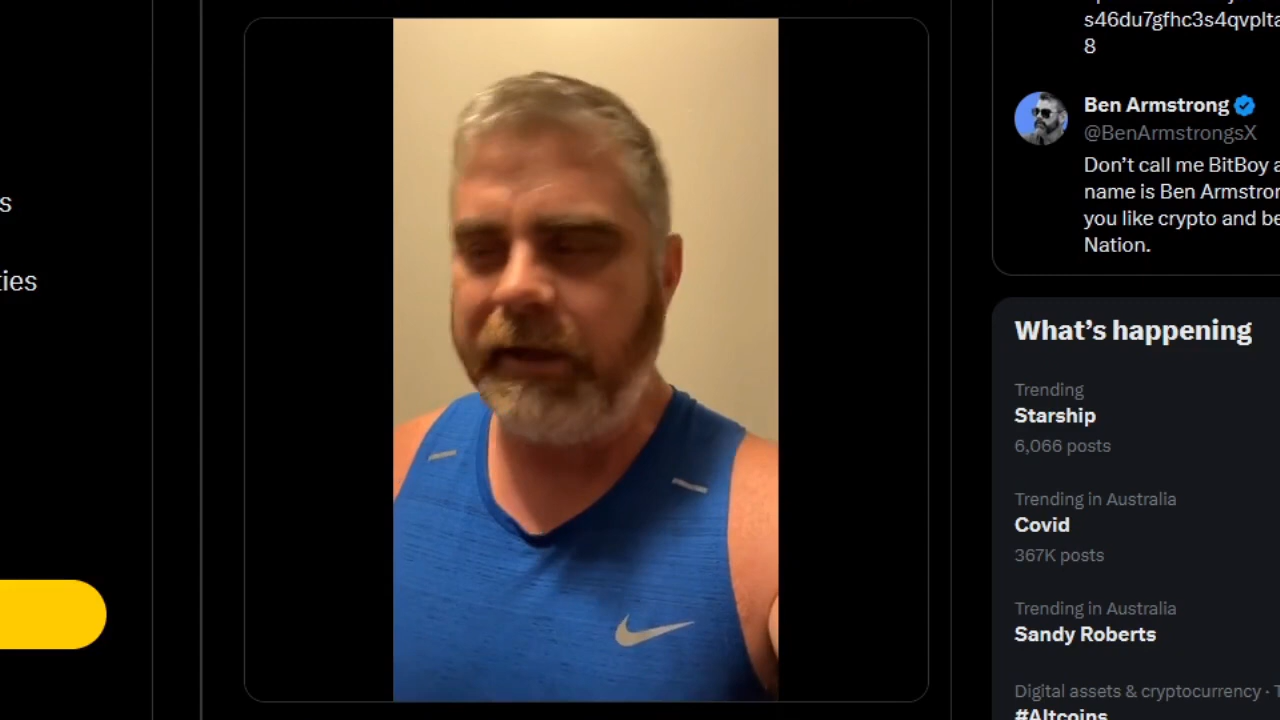 s
ties
s46du7gfhc3s4qvplta
8
Ben Armstrong
@BenArmstrongsX
Don’t call me BitBoy a
name is Ben Armstron
you like crypto and be
Nation.
What’s happening
Trending
Starship
6,066 posts
Trending in Australia
Covid
367K posts
Trending in Australia
Sandy Roberts
Digital assets & cryptocurrency · T
#Altcoins